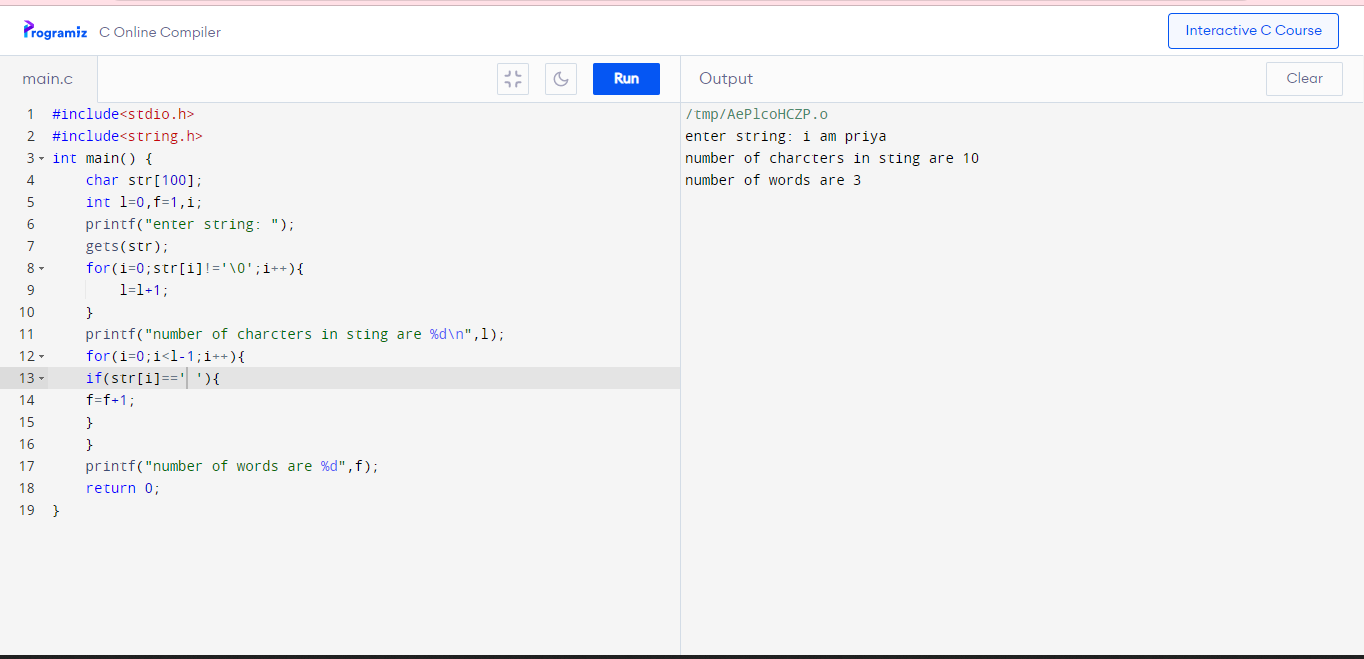 Programiz C Online Compiler
Interactive C Course
main.c
Run
Output
Clear
1 #include<stdio.h>
2 #include<string.h>
3 int main() {
4 char str[100];
5 int l=0,f=1,i;
6 printf("enter string: ");
7 gets(str);
8 for(i=0;str[i]!='\0';i++){
9 l=l+1;
10 }
11 printf("number of charcters in sting are %d\n",l);
12 for(i=0;i<l-1;i++){
13 if(str[i]==' '){
14 f=f+1;
15 }
16 }
17 printf("number of words are %d",f);
18 return 0;
19 }
/tmp/AePlcoHCZP.o
enter string: i am priya
number of charcters in sting are 10
number of words are 3